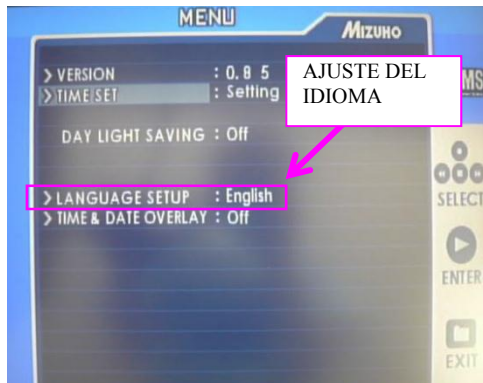 MENU
MIZUHO
> VERSION : 0.8 5
> TIME SET : Setting
DAY LIGHT SAVING : Off
> LANGUAGE SETUP : English
> TIME & DATE OVERLAY : Off
AJUSTE DEL
IDIOMA
MS
SELECT
ENTER
EXIT